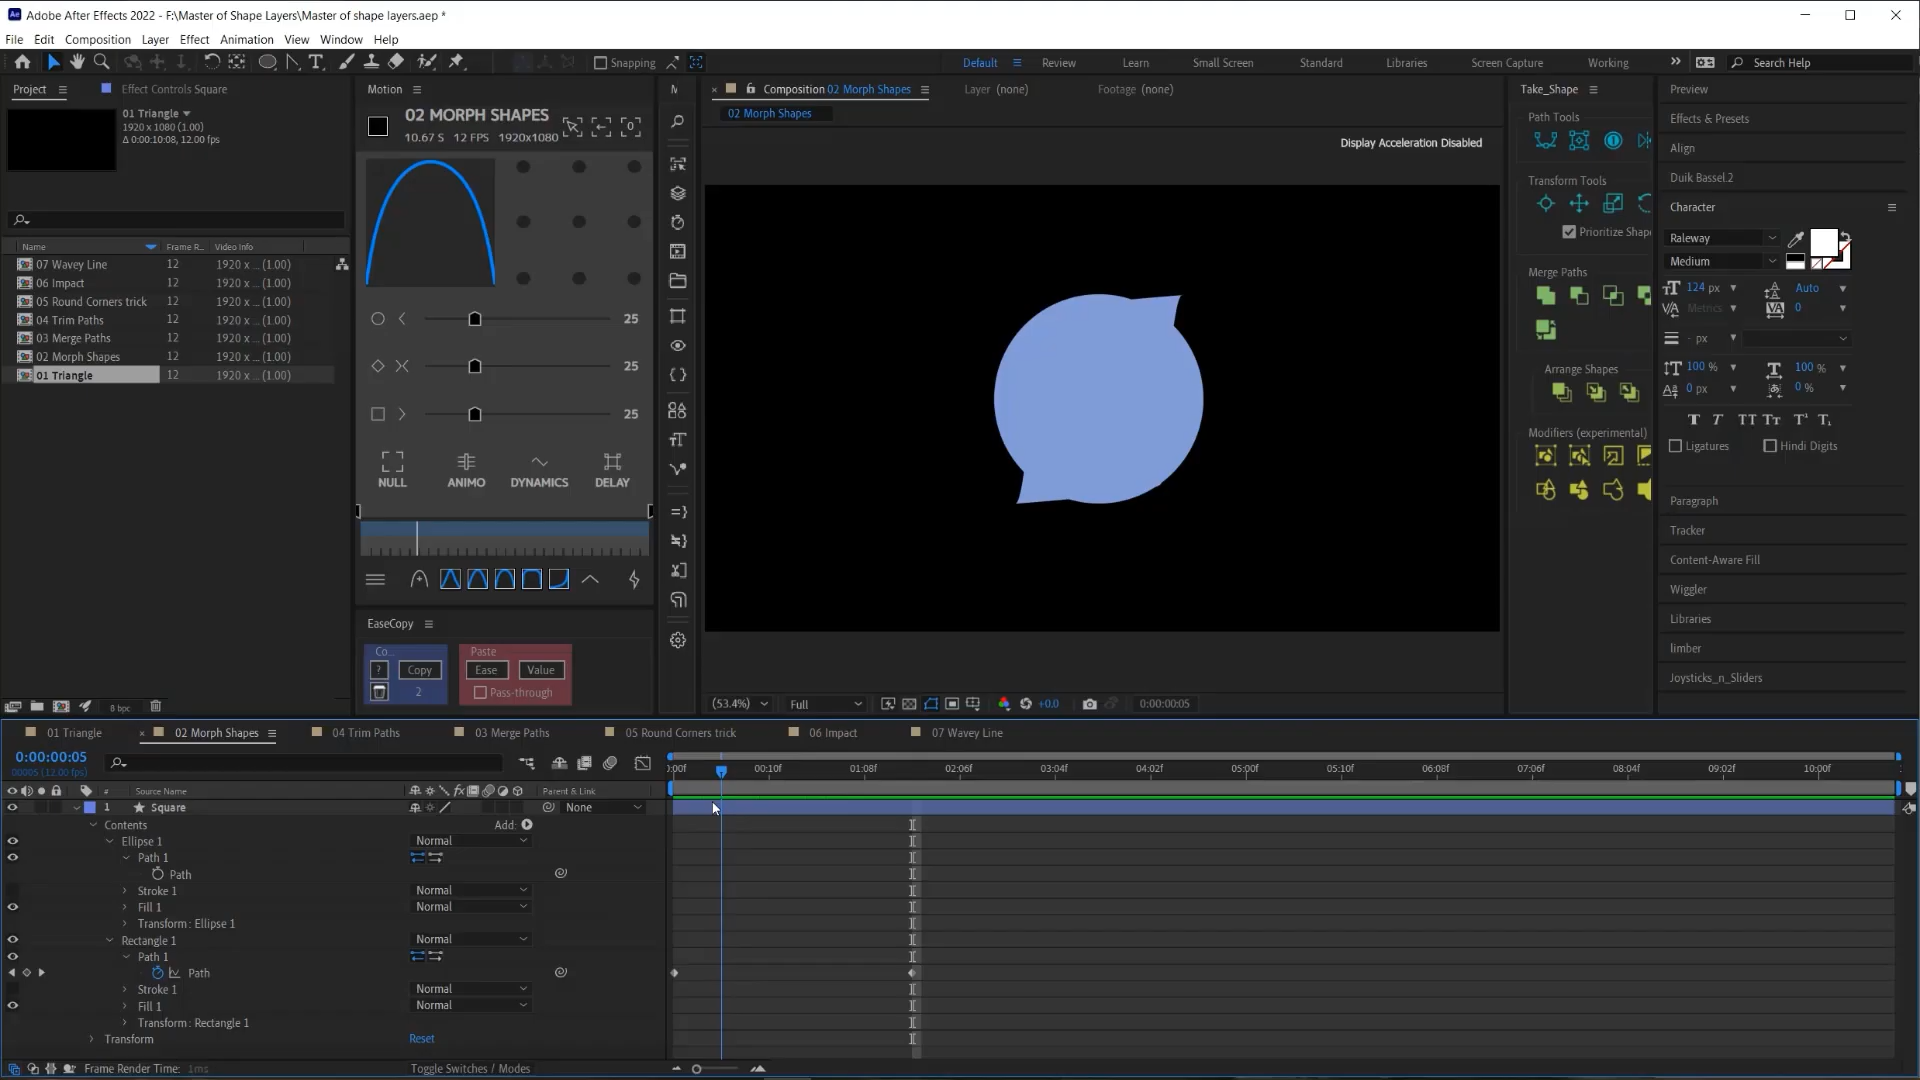 Adobe After Effects 2022 - F:\Master of Shape Layers\Master of shape layers.aep *
File Edit Composition Layer Effect Animation View Window Help
Snapping
Default Review Learn Small Screen Standard Libraries Screen Capture Working Search Help
Project
Effect Controls Square
01 Triangle
1920 x 1080 (1.00)
Δ 0:00:10:08, 12.00 fps
Name Frame R... Video Info
07 Wavey Line 12 1920 x ... (1.00)
06 Impact 12 1920 x ... (1.00)
05 Round Corners trick 12 1920 x ... (1.00)
04 Trim Paths 12 1920 x ... (1.00)
03 Merge Paths 12 1920 x ... (1.00)
02 Morph Shapes 12 1920 x ... (1.00)
01 Triangle 12 1920 x ... (1.00)
8 bpc
Motion
02 MORPH SHAPES
10.67 S 12 FPS 1920x1080
25
25
25
NULL ANIMO DYNAMICS DELAY
EaseCopy
Co...
? Copy
2
Paste
Ease Value
Pass-through
M
Composition 02 Morph Shapes
Layer (none)
Footage (none)
02 Morph Shapes
Display Acceleration Disabled
(53.4%) Full +0.0 0:00:00:05
Take_Shape
Path Tools
Transform Tools
Prioritize Shap
Merge Paths
Arrange Shapes
Modifiers (experimental)
Preview
Effects & Presets
Align
Duik Bassel.2
Character
Raleway
Medium
124 px Auto
Metrics 0
- px
100 % 100 %
0 px 0 %
T T TT Tt T¹ T₁
Ligatures Hindi Digits
Paragraph
Tracker
Content-Aware Fill
Wiggler
Libraries
limber
Joysticks_n_Sliders
01 Triangle 02 Morph Shapes 04 Trim Paths 03 Merge Paths 05 Round Corners trick 06 Impact 07 Wavey Line
0:00:00:05
00005 (12.00 fps)
):00f 00:10f 01:08f 02:06f 03:04f 04:02f 05:00f 05:10f 06:08f 07:06f 08:04f 09:02f 10:00f
# Source Name Parent & Link
1 Square None
Contents Add:
Ellipse 1 Normal
Path 1
Path
Stroke 1 Normal
Fill 1 Normal
Transform: Ellipse 1
Rectangle 1 Normal
Path 1
Path
Stroke 1 Normal
Fill 1 Normal
Transform: Rectangle 1
Transform Reset
Frame Render Time: 1ms Toggle Switches / Modes